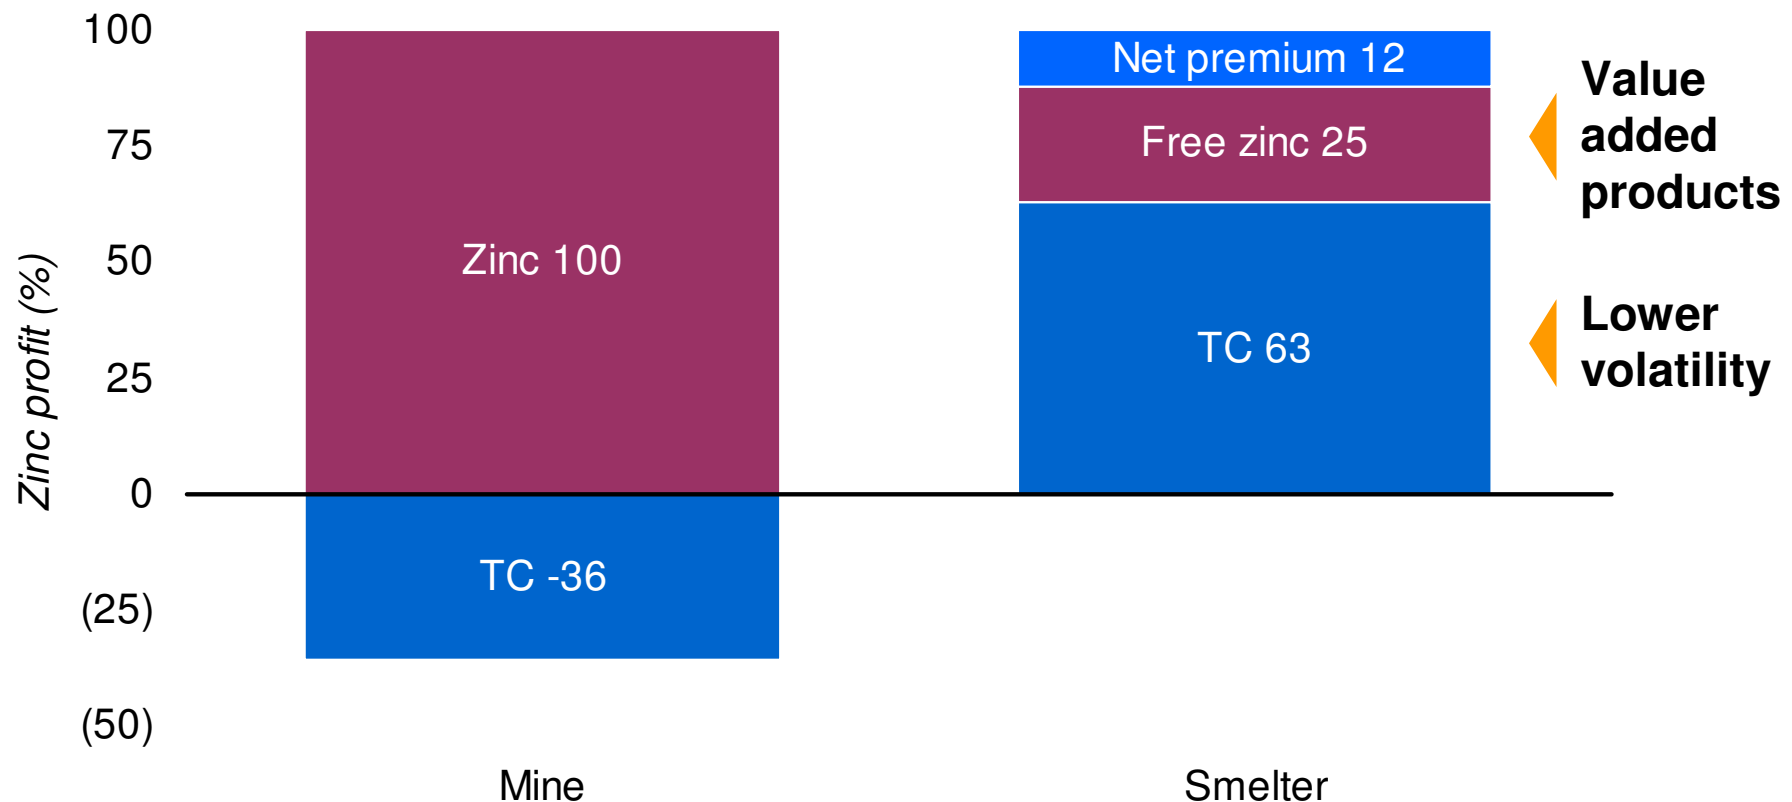 100
75
50
25
0
(25)
(50)
Zinc profit (%)
Zinc 100
TC -36
Net premium 12
Free zinc 25
TC 63
Value
added
products
Lower
volatility
Mine
Smelter